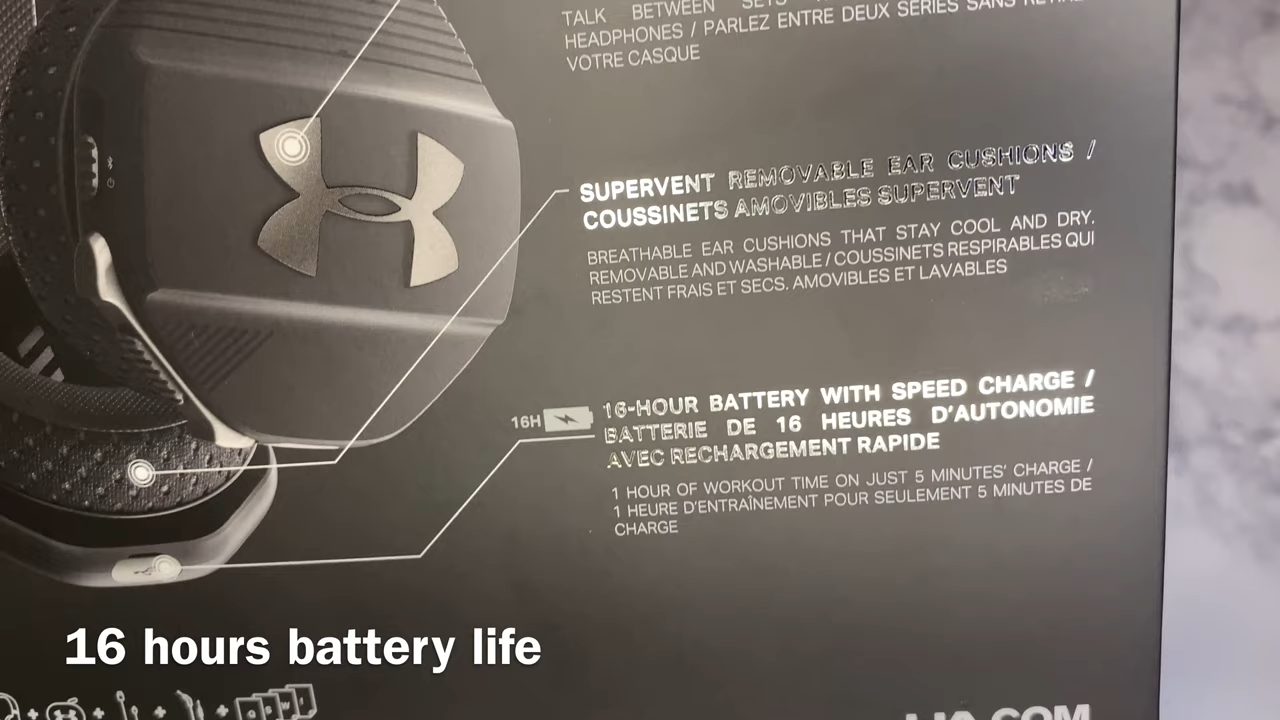 TALK BETWEEN SETS
HEADPHONES / PARLEZ ENTRE DEUX SÉRIES SANS
VOTRE CASQUE
SUPERVENT REMOVABLE EAR CUSHIONS /
COUSSINETS AMOVIBLES SUPERVENT
BREATHABLE EAR CUSHIONS THAT STAY COOL AND DRY.
REMOVABLE AND WASHABLE / COUSSINETS RESPIRABLES QUI
RESTENT FRAIS ET SECS. AMOVIBLES ET LAVABLES
16H
16-HOUR BATTERY WITH SPEED CHARGE /
BATTERIE DE 16 HEURES D'AUTONOMIE
AVEC RECHARGEMENT RAPIDE
1 HOUR OF WORKOUT TIME ON JUST 5 MINUTES' CHARGE /
1 HEURE D'ENTRAÎNEMENT POUR SEULEMENT 5 MINUTES DE
CHARGE
16 hours battery life
UA.COM